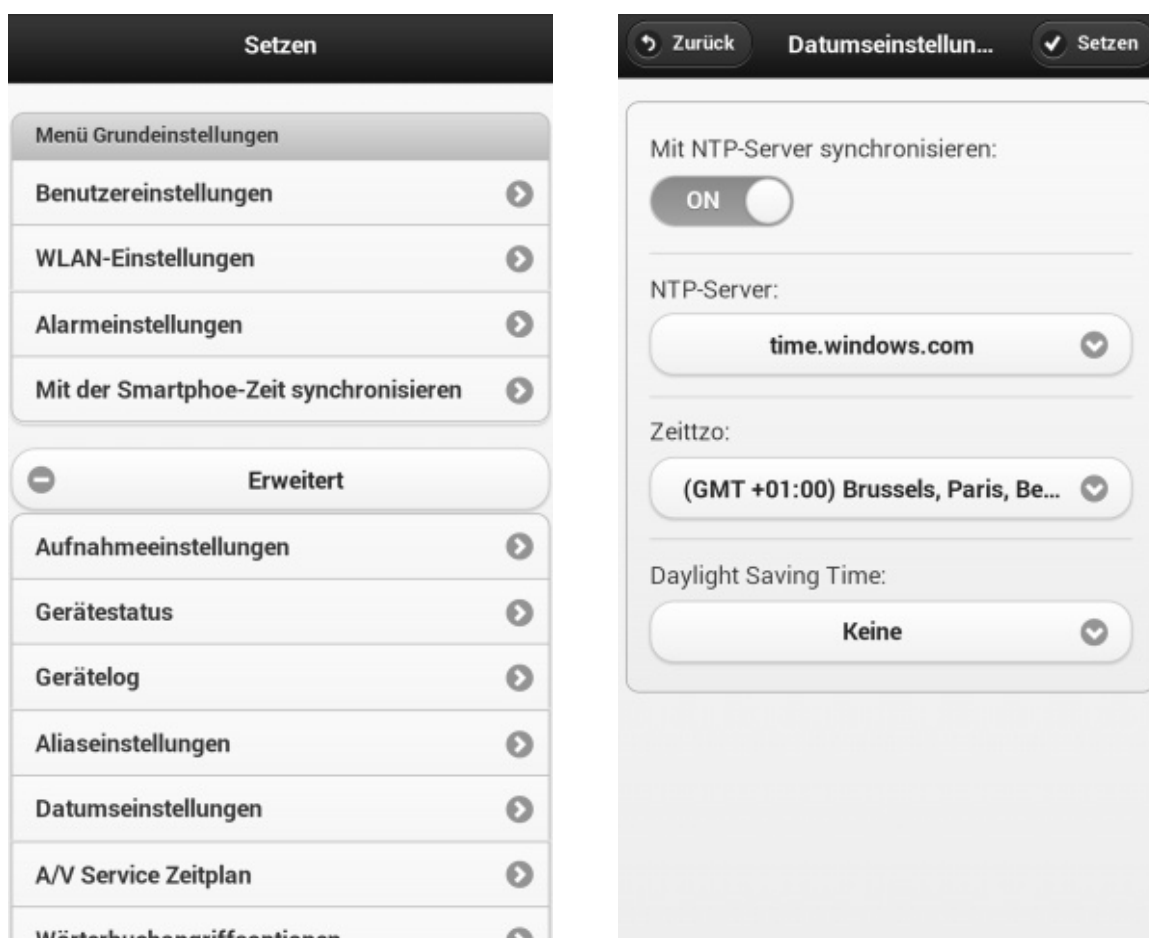 Setzen
Menü Grundeinstellungen
Benutzereinstellungen
WLAN-Einstellungen
Alarmeinstellungen
Mit der Smartphoe-Zeit synchronisieren
Erweitert
Aufnahmeeinstellungen
Gerätestatus
Gerätelog
Aliaseinstellungen
Datumseinstellungen
A/V Service Zeitplan
Wörterbuchangriffsoptionen
Zurück
Datumseinstellun...
Setzen
Mit NTP-Server synchronisieren:
ON
NTP-Server:
time.windows.com
Zeittzo:
(GMT +01:00) Brussels, Paris, Be...
Daylight Saving Time:
Keine